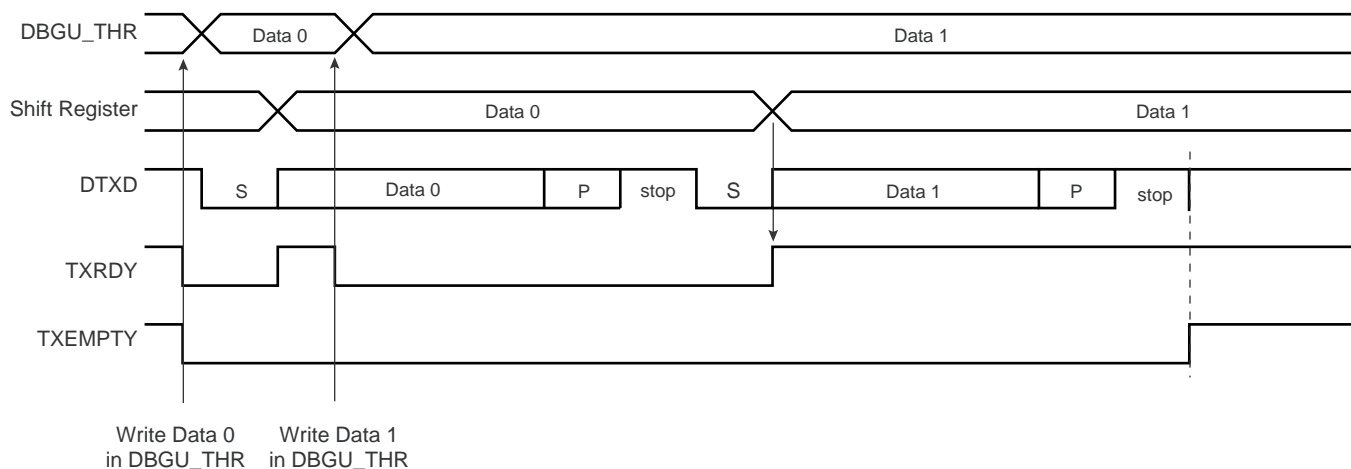 DBGU_THR
Data 0
Data 1
Shift Register
Data 0
Data 1
DTXD
S
Data 0
P
stop
S
Data 1
P
stop
TXRDY
TXEMPTY
Write Data 0
in DBGU_THR
Write Data 1
in DBGU_THR